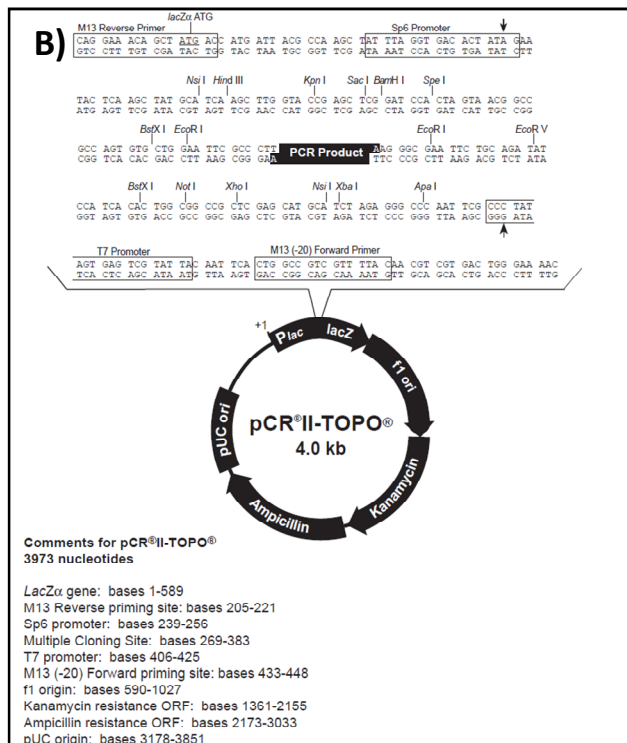 B)
lacZα ATG
M13 Reverse Primer
Sp6 Promoter
CAG GAA ACA GCT ATG ACC ATG ATT ACG CCA AGC TAT TTA GGT GAC ACT ATA GAA
GTC CTT TGT CGA TAC TGG TAC TAA TGC GGT TCG ATA AAT CCA CTG TGA TAT CTT
Nsi I Hind III Kpn I Sac I BamH I Spe I
TAC TCA AGC TAT GCA TCA AGC TTG GTA CCG AGC TCG GAT CCA CTA GTA ACG GCC
ATG AGT TCG ATA CGT AGT TCG AAC CAT GGC TCG AGC CTA GGT GAT CAT TGC CGG
BstX I EcoR I EcoR I EcoR V
GCC AGT GTG CTG GAA TTC GCC CTT PCR Product AAG GGC GAA TTC TGC AGA TAT
CGG TCA CAC GAC CTT AAG CGG GAA TTC CCG CTT AAG ACG TCT ATA
BstX I Not I Xho I Nsi I Xba I Apa I
CCA TCA CAC TGG CGG CCG CTC GAG CAT GCA TCT AGA GGG CCC AAT TCG CCC TAT
GGT AGT GTG ACC GCC GGC GAG CTC GTA CGT AGA TCT CCC GGG TTA AGC GGG ATA
T7 Promoter
M13 (-20) Forward Primer
AGT GAG TCG TAT TAC AAT TCA CTG GCC GTC GTT TTA CAA CGT CGT GAC TGG GAA AAC
TCA CTC AGC ATA ATG TTA AGT GAC CGG CAG CAA AAT GTT GCA GCA CTG ACC CTT TTG
+1
Plac lacZ
f1 ori
Kanamycin
Ampicillin
pUC ori
pCR®II-TOPO®
4.0 kb
Comments for pCR®II-TOPO®
3973 nucleotides
LacZα gene: bases 1-589
M13 Reverse priming site: bases 205-221
Sp6 promoter: bases 239-256
Multiple Cloning Site: bases 269-383
T7 promoter: bases 406-425
M13 (-20) Forward priming site: bases 433-448
f1 origin: bases 590-1027
Kanamycin resistance ORF: bases 1361-2155
Ampicillin resistance ORF: bases 2173-3033
pUC origin: bases 3178-3851